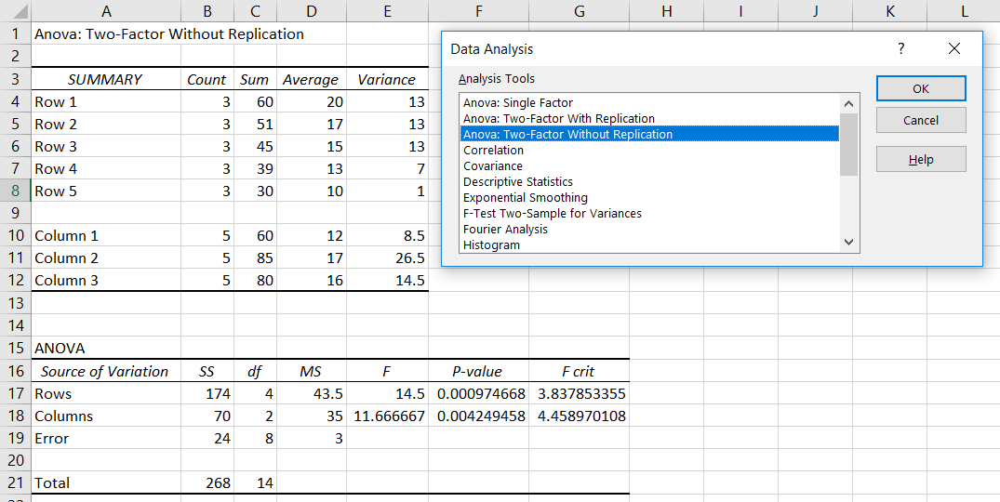 A B C D E F G H I J K L
1 Anova: Two-Factor Without Replication
2
3 SUMMARY Count Sum Average Variance
4 Row 1 3 60 20 13
5 Row 2 3 51 17 13
6 Row 3 3 45 15 13
7 Row 4 3 39 13 7
8 Row 5 3 30 10 1
9
10 Column 1 5 60 12 8.5
11 Column 2 5 85 17 26.5
12 Column 3 5 80 16 14.5
13
14
15 ANOVA
16 Source of Variation SS df MS F P-value F crit
17 Rows 174 4 43.5 14.5 0.000974668 3.837853355
18 Columns 70 2 35 11.666667 0.004249458 4.458970108
19 Error 24 8 3
20
21 Total 268 14
Data Analysis ? ×
Analysis Tools
Anova: Single Factor
Anova: Two-Factor With Replication
Anova: Two-Factor Without Replication
Correlation
Covariance
Descriptive Statistics
Exponential Smoothing
F-Test Two-Sample for Variances
Fourier Analysis
Histogram
OK
Cancel
Help